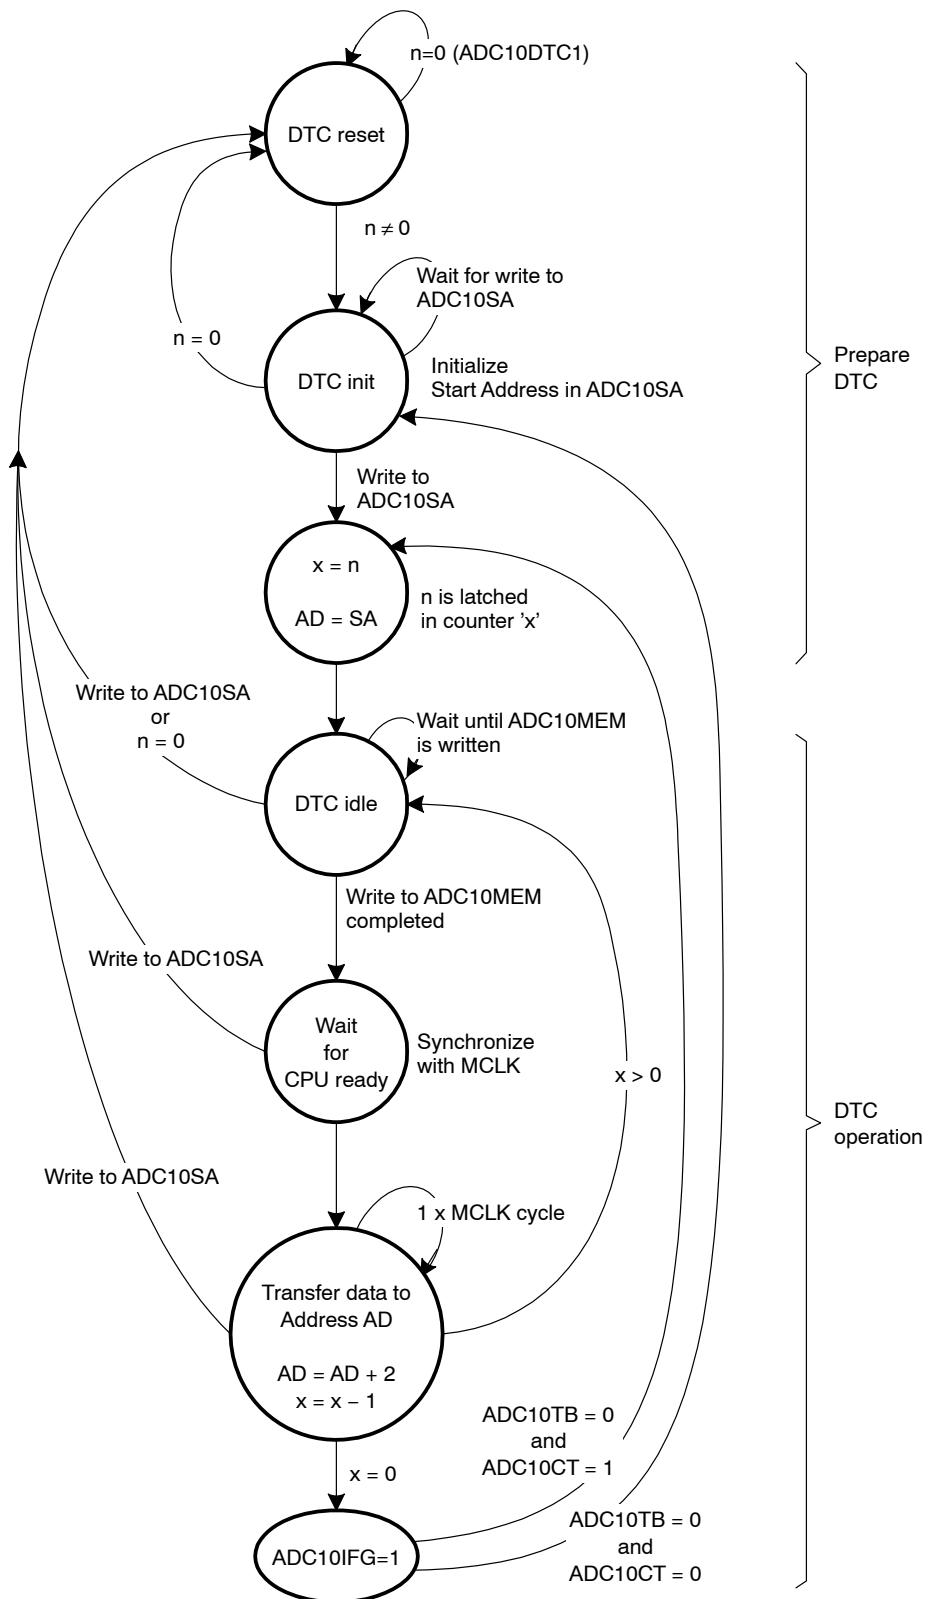 n=0 (ADC10DTC1)
DTC reset
n ≠ 0
Wait for write to
ADC10SA
n = 0
Prepare
DTC
DTC init
Initialize
Start Address in ADC10SA
Write to
ADC10SA
x = n
AD = SA
n is latched
in counter ’x’
Write to ADC10SA
or
n = 0
Wait until ADC10MEM
is written
DTC idle
Write to ADC10MEM
completed
Write to ADC10SA
Wait
for
CPU ready
Synchronize
with MCLK
x > 0
DTC
operation
Write to ADC10SA
1 x MCLK cycle
Transfer data to
Address AD
AD = AD + 2
x = x − 1
ADC10TB = 0
and
ADC10CT = 1
x = 0
ADC10TB = 0
and
ADC10CT = 0
ADC10IFG=1